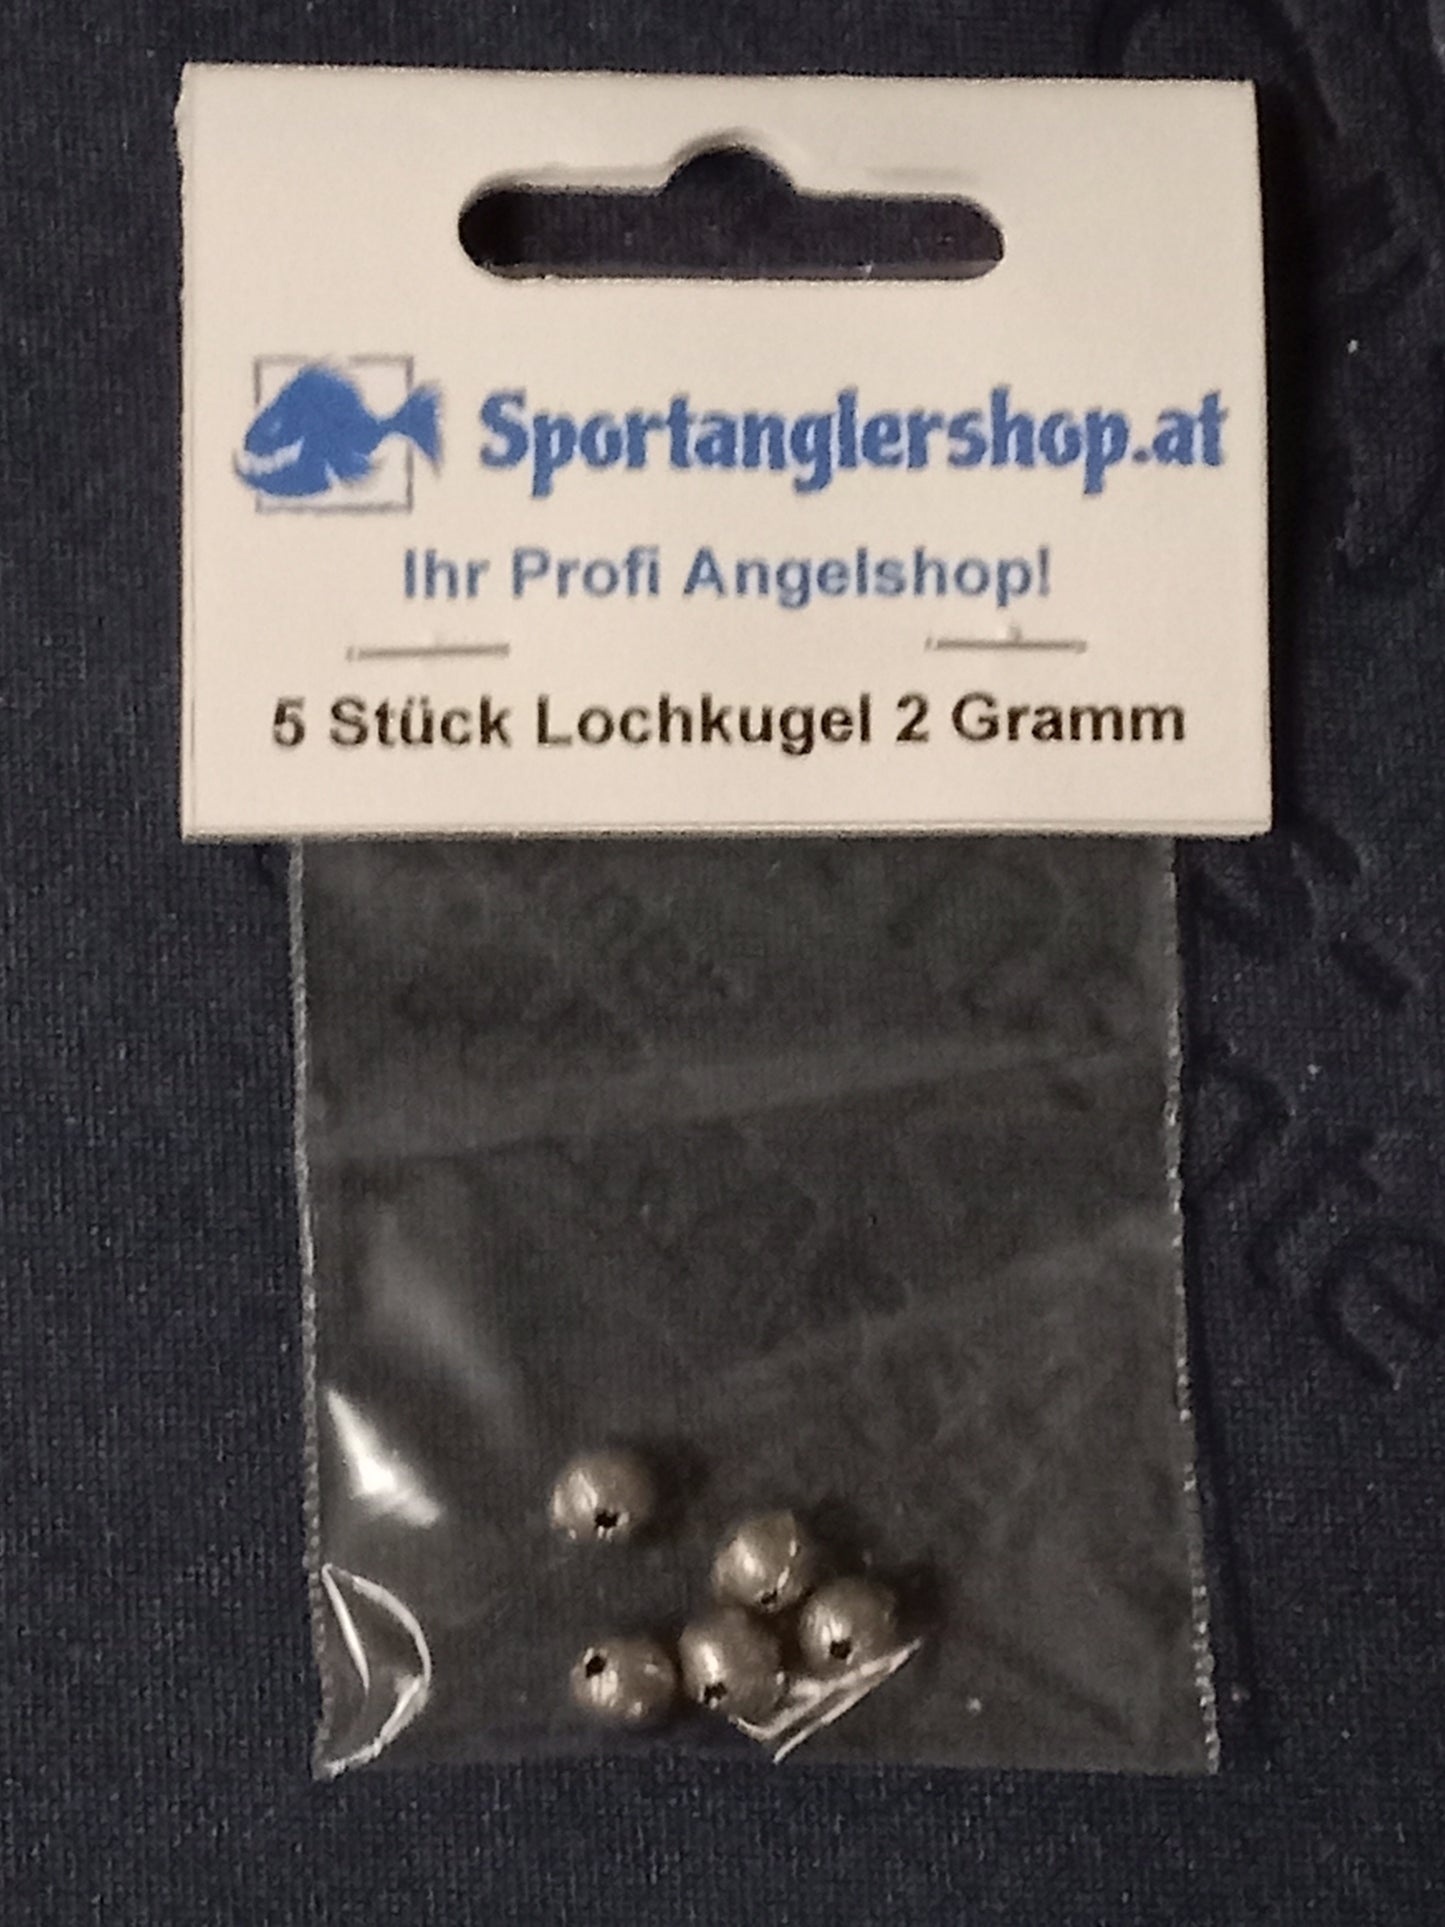 Sportanglershop.at
Ihr Profi Angelshop!
5 Stück Lochkugel 2 Gramm